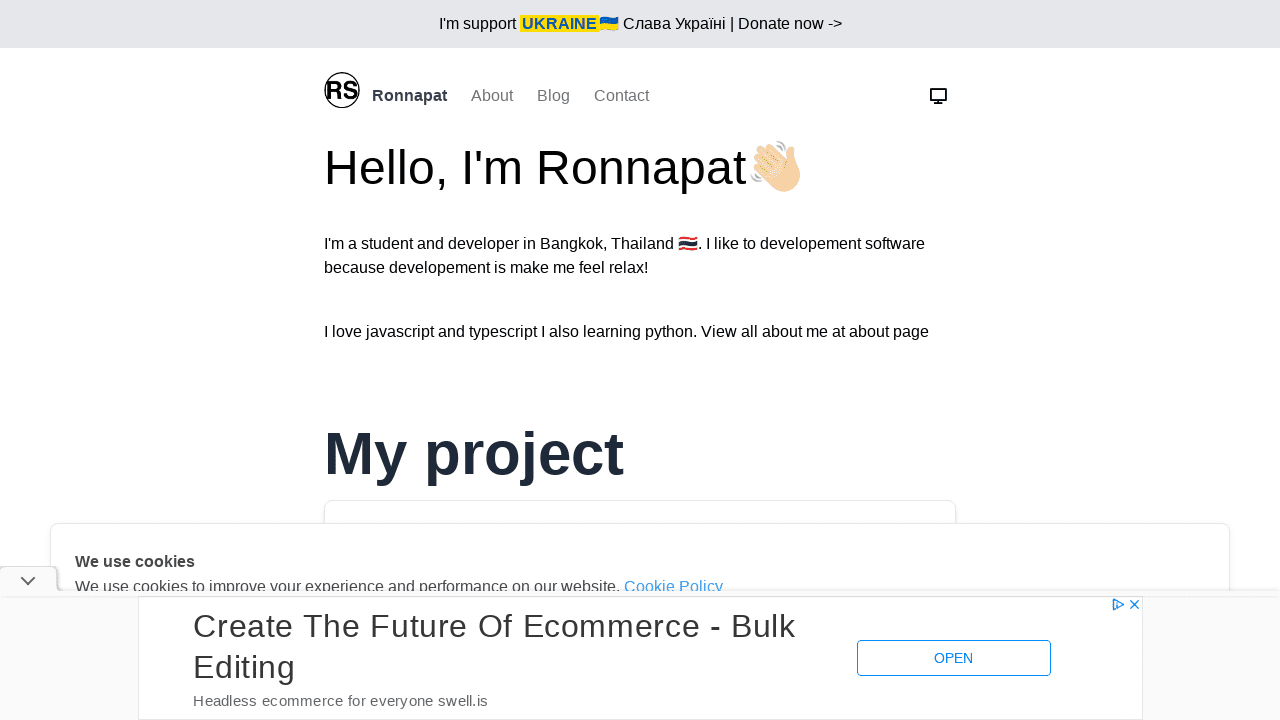 I'm support UKRAINE🇺🇦 Слава Україні | Donate now ->
RS Ronnapat About Blog Contact
Hello, I'm Ronnapat👋🏼
I'm a student and developer in Bangkok, Thailand 🇹🇭. I like to developement software
because developement is make me feel relax!
I love javascript and typescript I also learning python. View all about me at about page
My project
We use cookies
We use cookies to improve your experience and performance on our website. Cookie Policy
Create The Future Of Ecommerce - Bulk
Editing
Headless ecommerce for everyone swell.is
OPEN